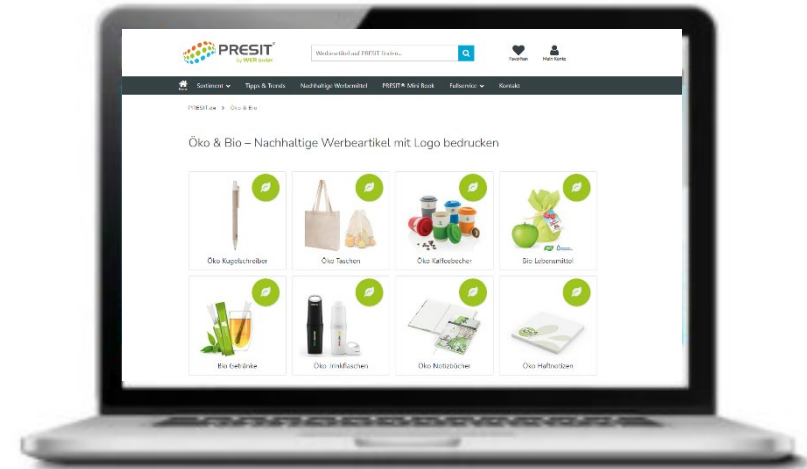 PRESIT®
by WER GmbH
Werbeartikel auf PRESIT finden...
Favoriten
Mein Konto
Home
Sortiment
Tipps & Trends
Nachhaltige Werbemittel
PRESIT® Mini Book
Fullservice
Kontakt
PRESIT.de > Öko & Bio
Öko & Bio – Nachhaltige Werbeartikel mit Logo bedrucken
Öko Kugelschreiber
Öko Taschen
Öko Kaffeebecher
Bio Lebensmittel
Bio Getränke
Öko Trinkflaschen
Öko Notizbücher
Öko Haftnotizen